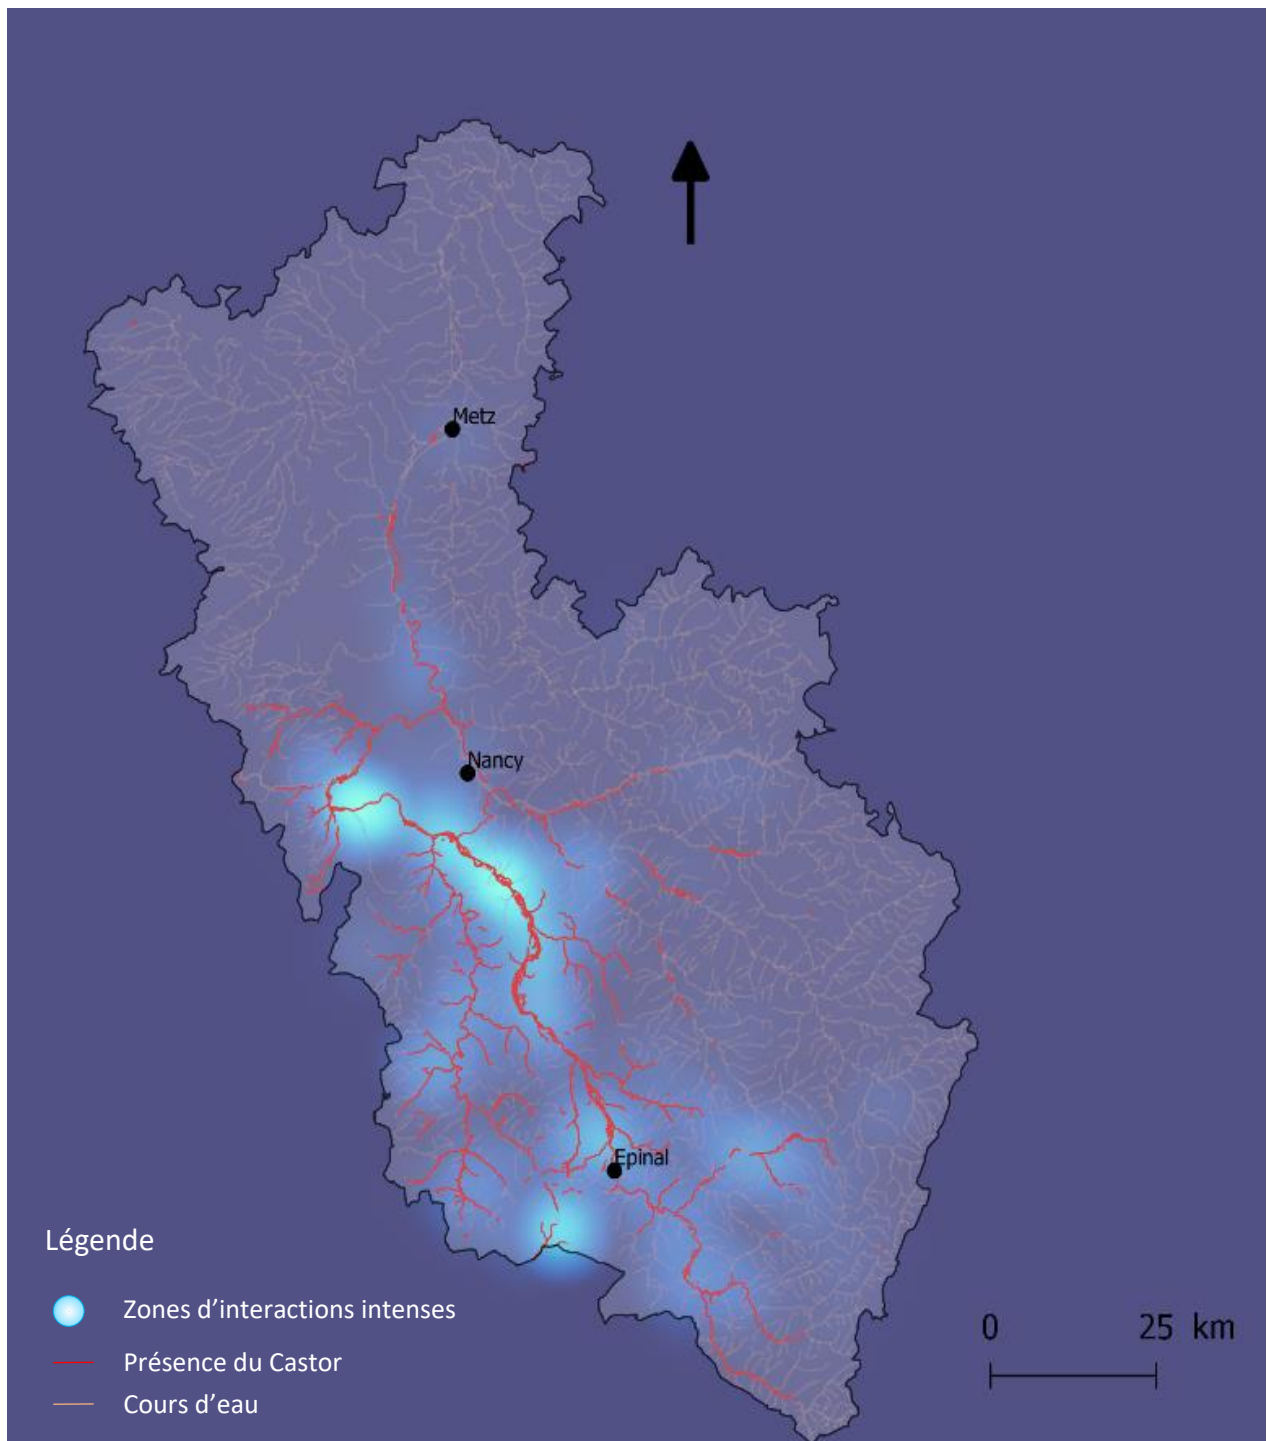 Metz
Nancy
Epinal
Légende
Zones d’interactions intenses
Présence du Castor
Cours d’eau
0 25 km